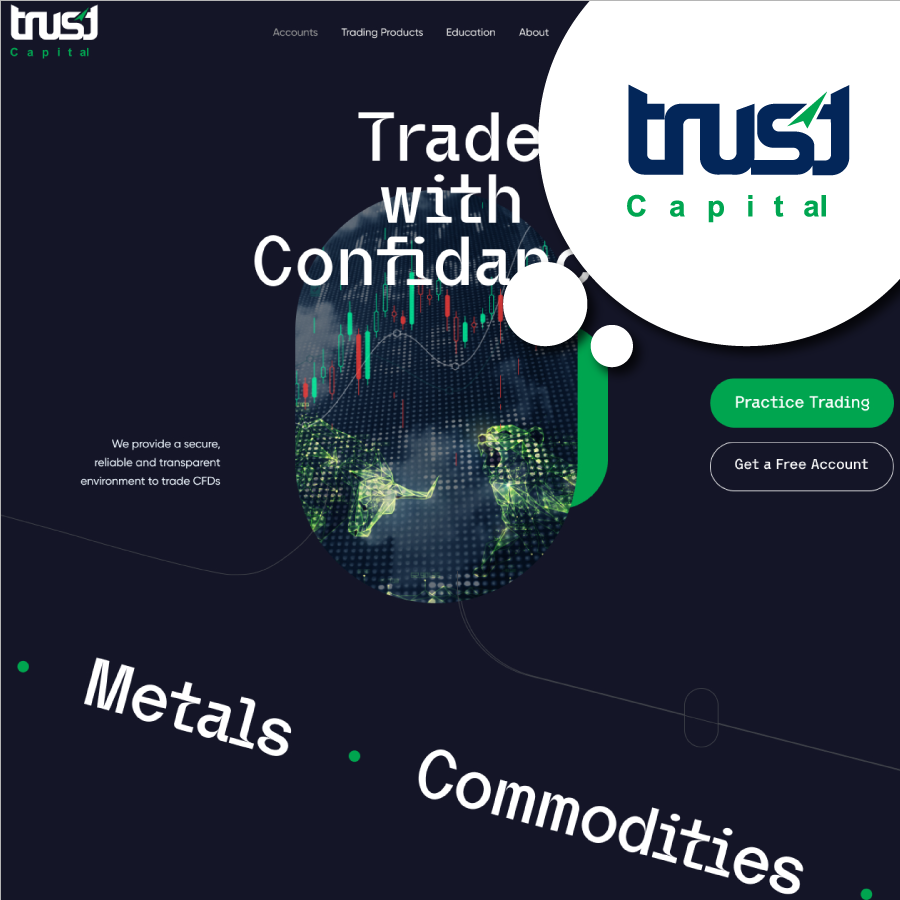 trust
Capital
Accounts Trading Products Education About
trust
Capital
Trade
with
Confidanc
Practice Trading
Get a Free Account
We provide a secure,
reliable and transparent
environment to trade CFDs
Metals
Commodities